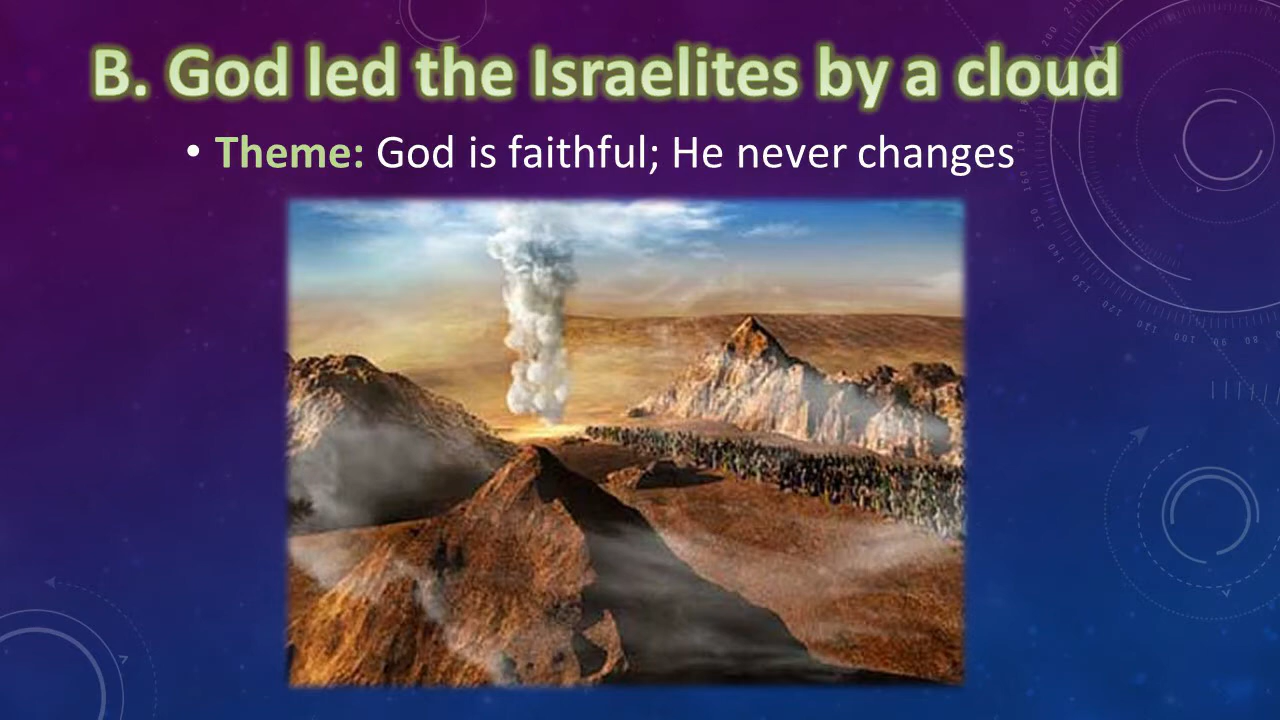 B. God led the Israelites by a cloud
• Theme: God is faithful; He never changes